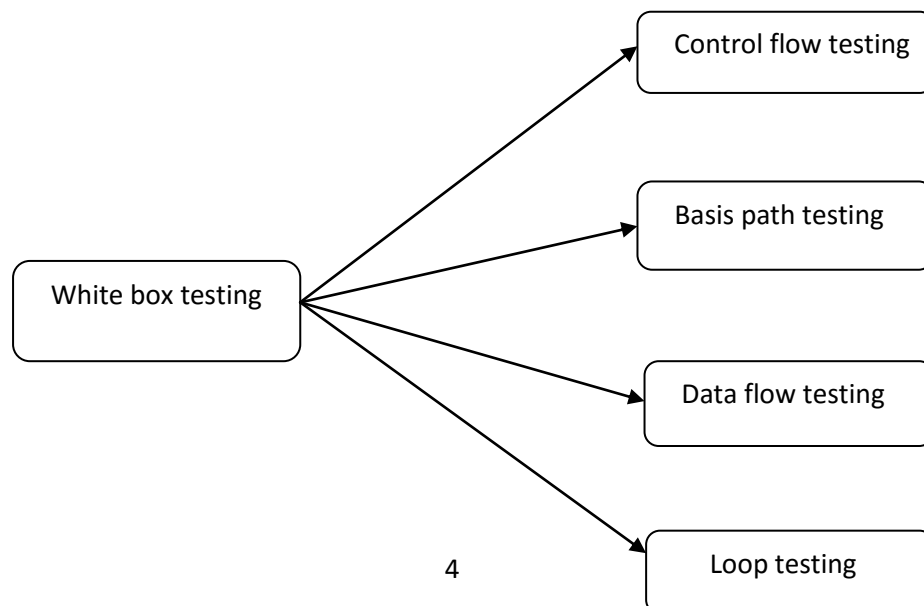 Control flow testing
Basis path testing
White box testing
Data flow testing
Loop testing
4